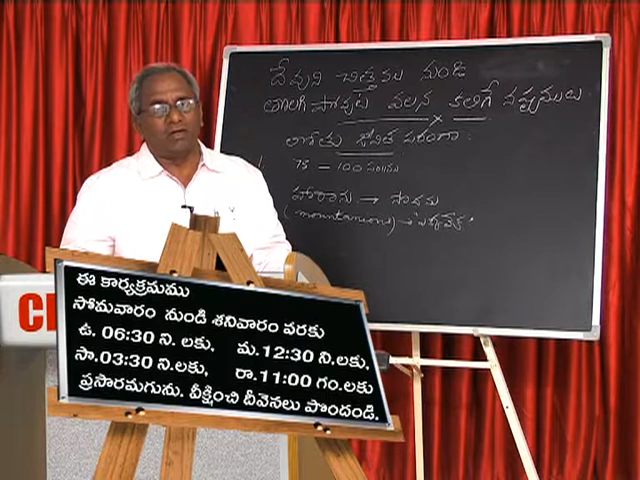 దేవుని చిత్తము నుండి
తొలగి పోవుట వలన కలిగే నష్టములు
లోతు జీవిత పరంగా
75 - 100 సంలు
హారాను →
(mountanious) →
ఈ కార్యక్రమము
సోమవారం నుండి శనివారం వరకు
ఉ. 06:30 ని. లకు, మ.12:30 ని.లకు,
సా.03:30 ని.లకు, రా.11:00 గం.లకు
ప్రసారమగును. వీక్షించి దీవెనలు పొందండి.